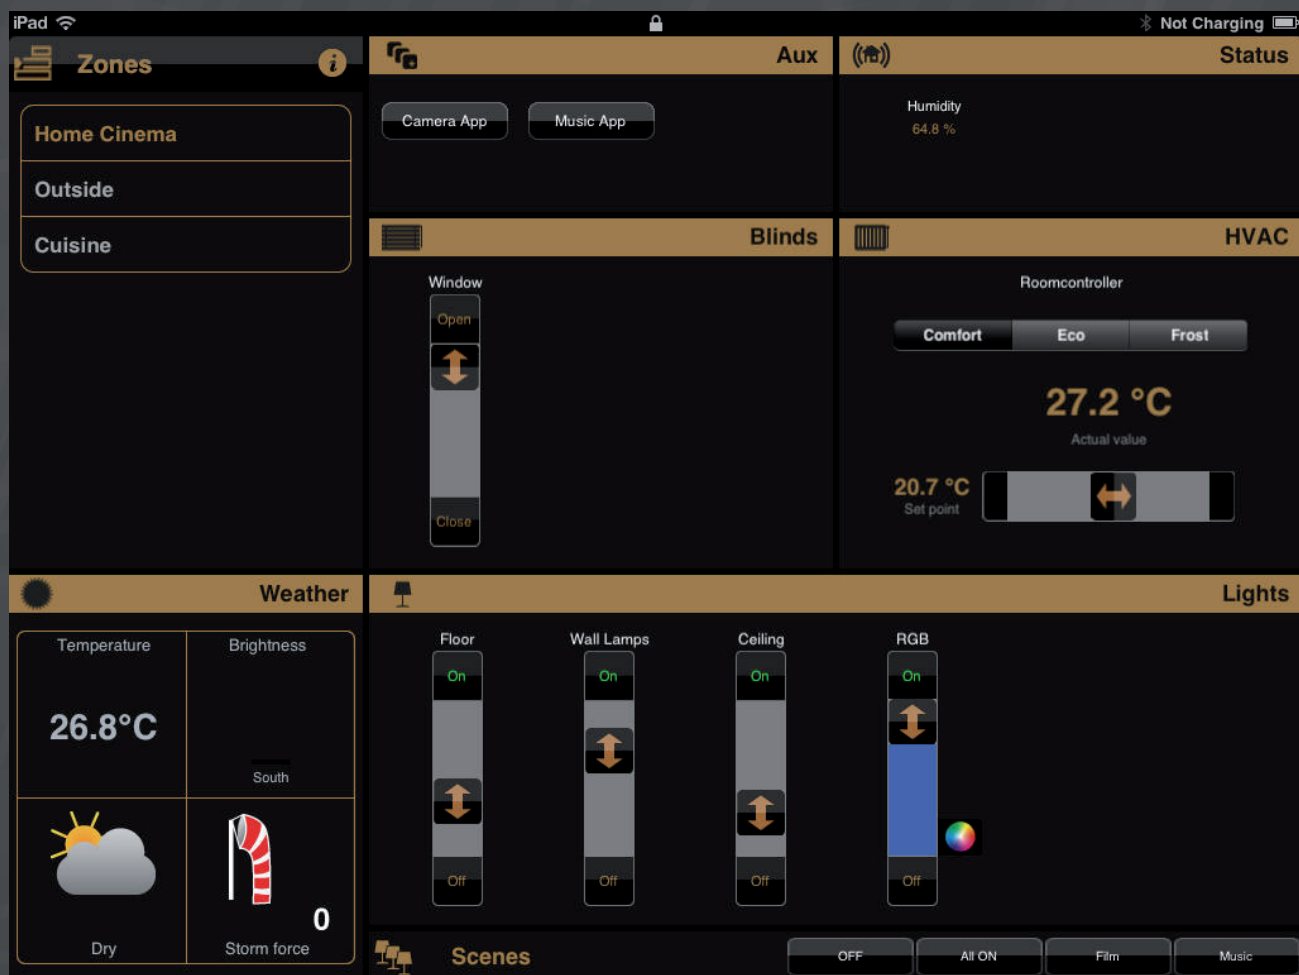 iPad
Not Charging
Zones
i
Home Cinema
Outside
Cuisine
Aux
Camera App
Music App
Status
Humidity
64.8 %
Blinds
Window
Open
Close
HVAC
Roomcontroller
Comfort
Eco
Frost
27.2 °C
Actual value
20.7 °C
Set point
Weather
Temperature
Brightness
26.8°C
South
Dry
0
Storm force
Lights
Floor
Wall Lamps
Ceiling
RGB
On
On
On
On
Off
Off
Off
Off
Scenes
OFF
All ON
Film
Music